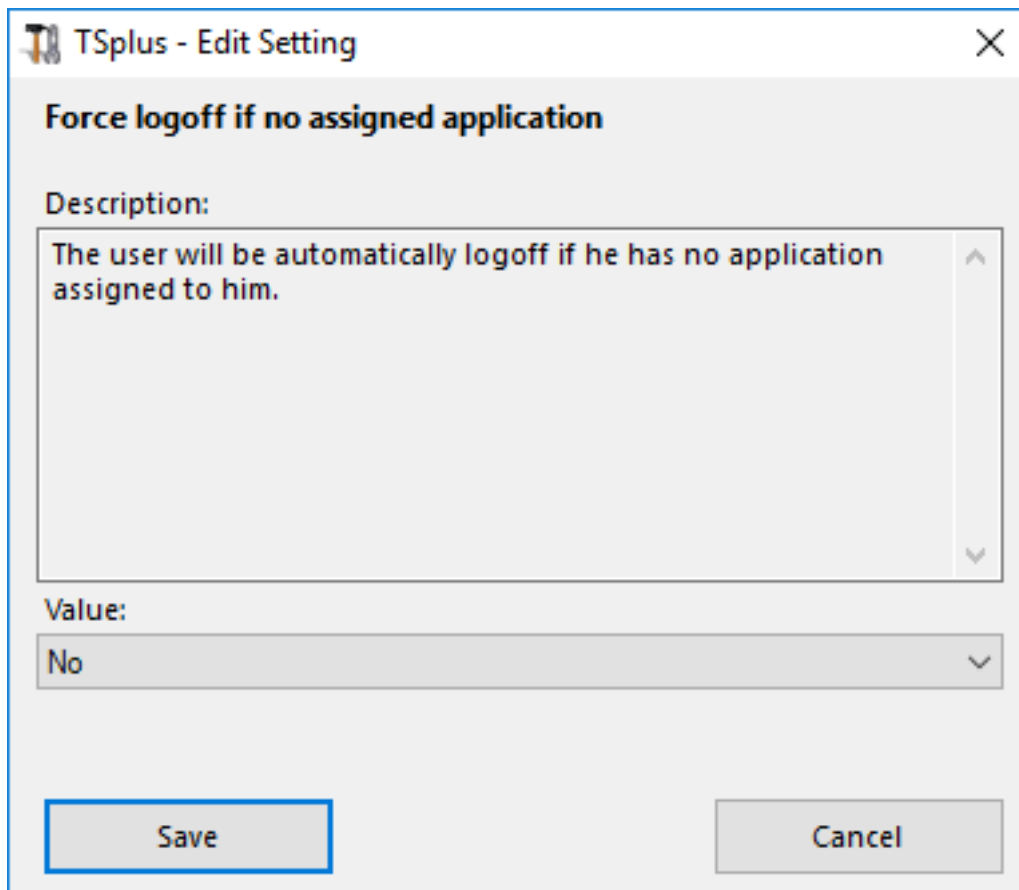 TSplus - Edit Setting
Force logoff if no assigned application
Description:
The user will be automatically logoff if he has no application
assigned to him.
Value:
No
Save
Cancel